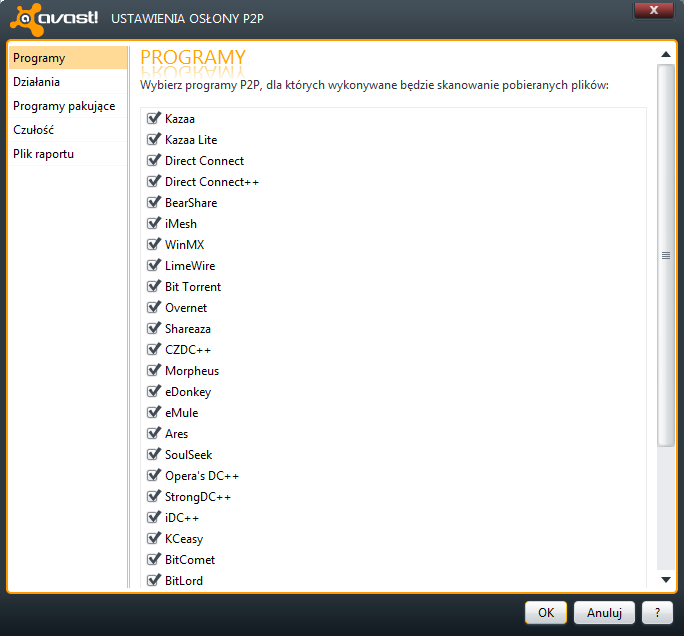 avast! USTAWIENIA OSŁONY P2P
X
Programy
Działania
Programy pakujące
Czułość
Plik raportu
PROGRAMY
Wybierz programy P2P, dla których wykonywane będzie skanowanie pobieranych plików:
Kazaa
Kazaa Lite
Direct Connect
Direct Connect++
BearShare
iMesh
WinMX
LimeWire
Bit Torrent
Overnet
Shareaza
CZDC++
Morpheus
eDonkey
eMule
Ares
SoulSeek
Opera's DC++
StrongDC++
iDC++
KCeasy
BitComet
BitLord
OK Anuluj ?